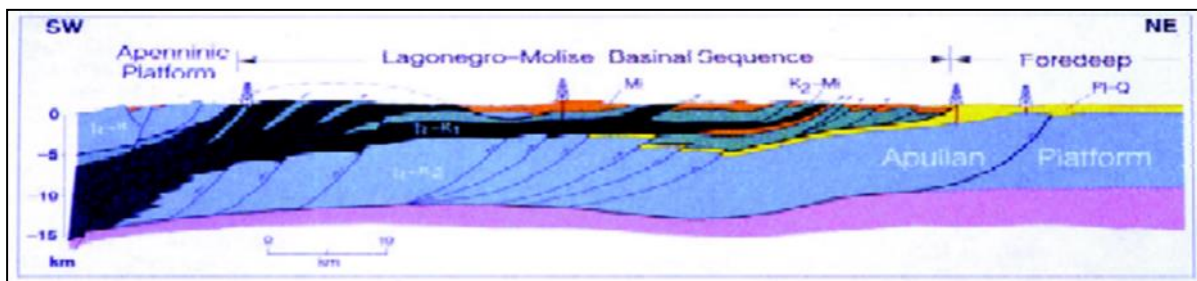 SW
NE
Apenninic
Platform
Lagonegro-Molise Basinal Sequence
Foredeep
Mi
K2-Mi
Pl-Q
0
-5
-10
-15
km
Apulian Platform
0 10
km